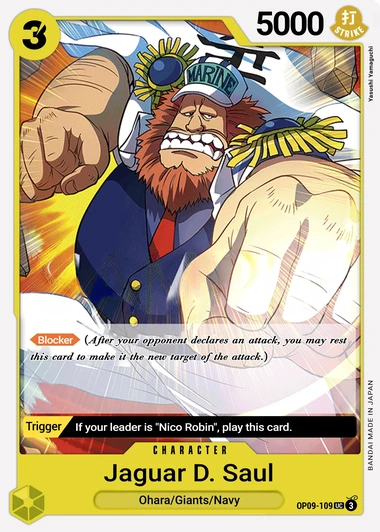 3
5000
打
STRIKE
Yasushi Yamaguchi
MARINE
Blocker (After your opponent declares an attack, you may rest
this card to make it the new target of the attack.)
Trigger If your leader is "Nico Robin", play this card.
CHARACTER
Jaguar D. Saul
Ohara/Giants/Navy
OP09-109 UC 3
BANDAI MADE IN JAPAN